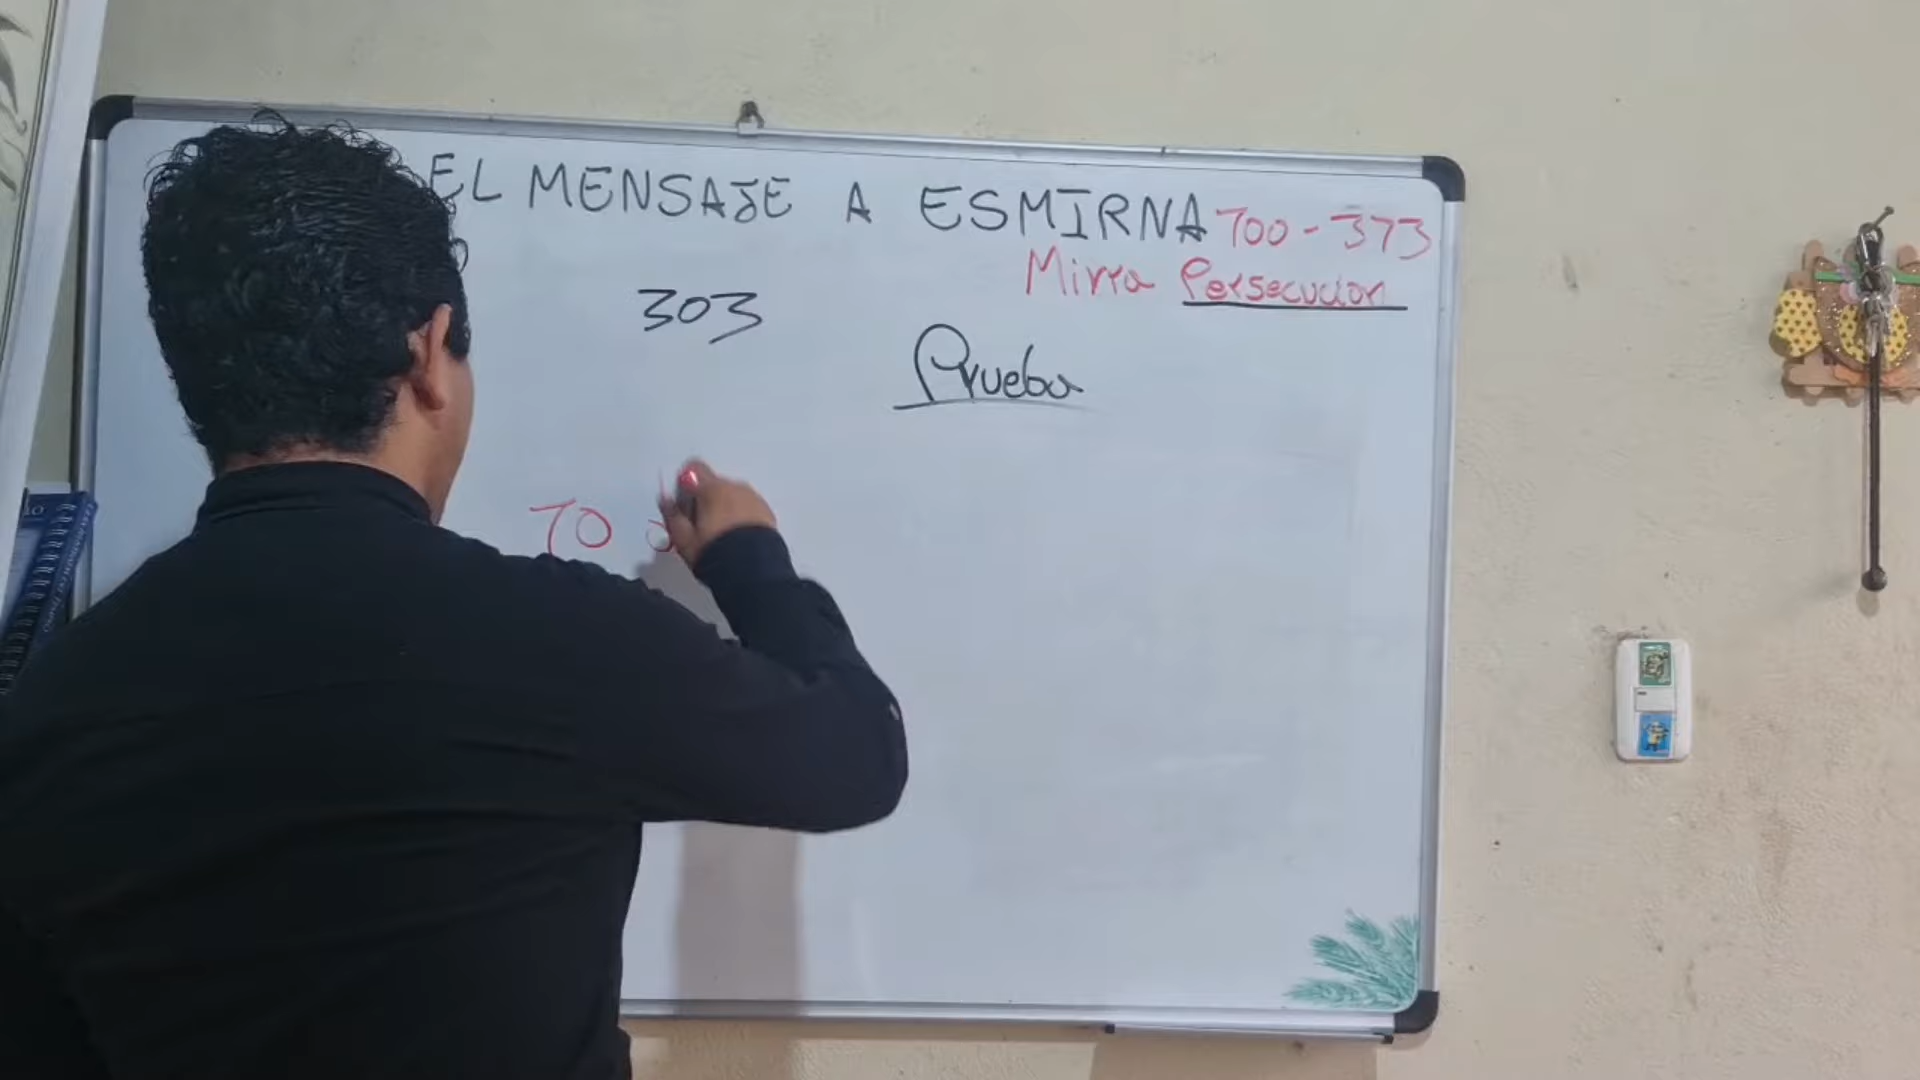 EL MENSAJE A ESMIRNA 700-373
Mirra Persecucion
303
Prueba
70 d